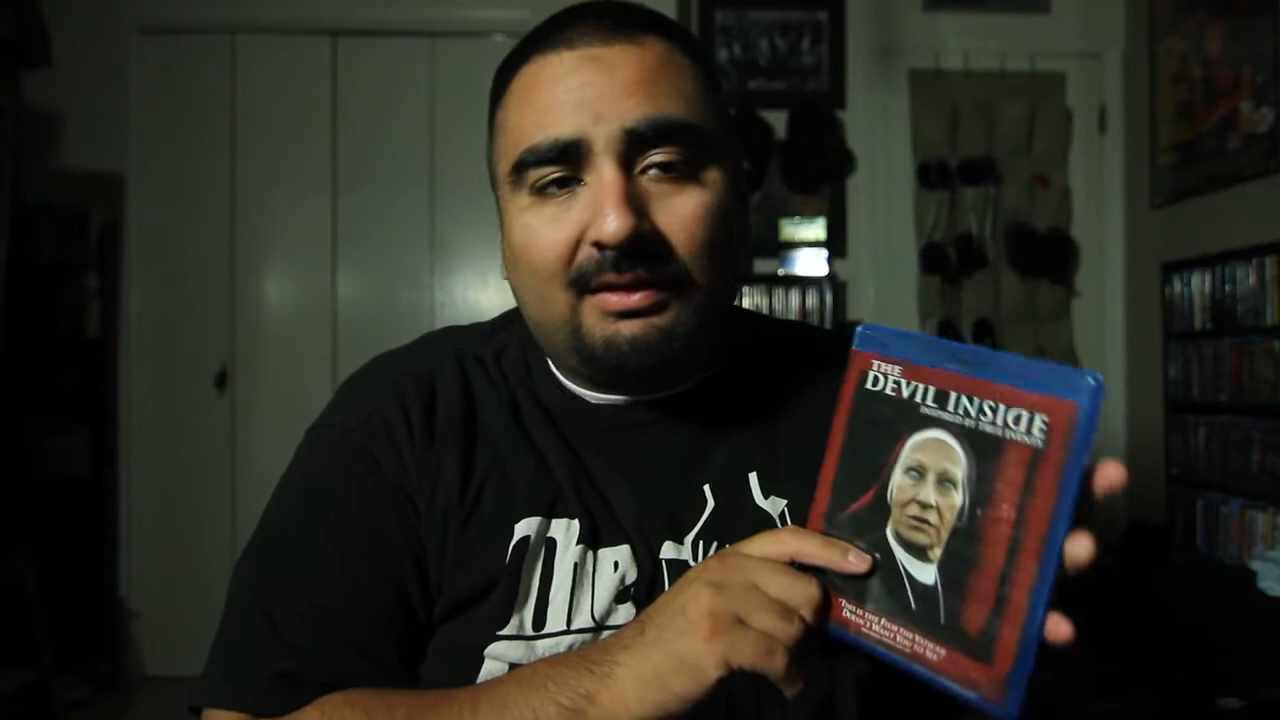 THE
DEVIL INSIDE
INSPIRED BY TRUE EVENTS
"THIS IS THE FILM THE VATICAN
DOESN'T WANT YOU TO SEE"
The